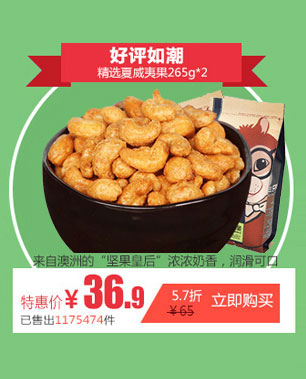 好评如潮
精选夏威夷果265g*2
来自澳洲的“坚果皇后”浓浓奶香，润滑可口
特惠价￥36.9
5.7折
￥65
立即购买
已售出1175474件